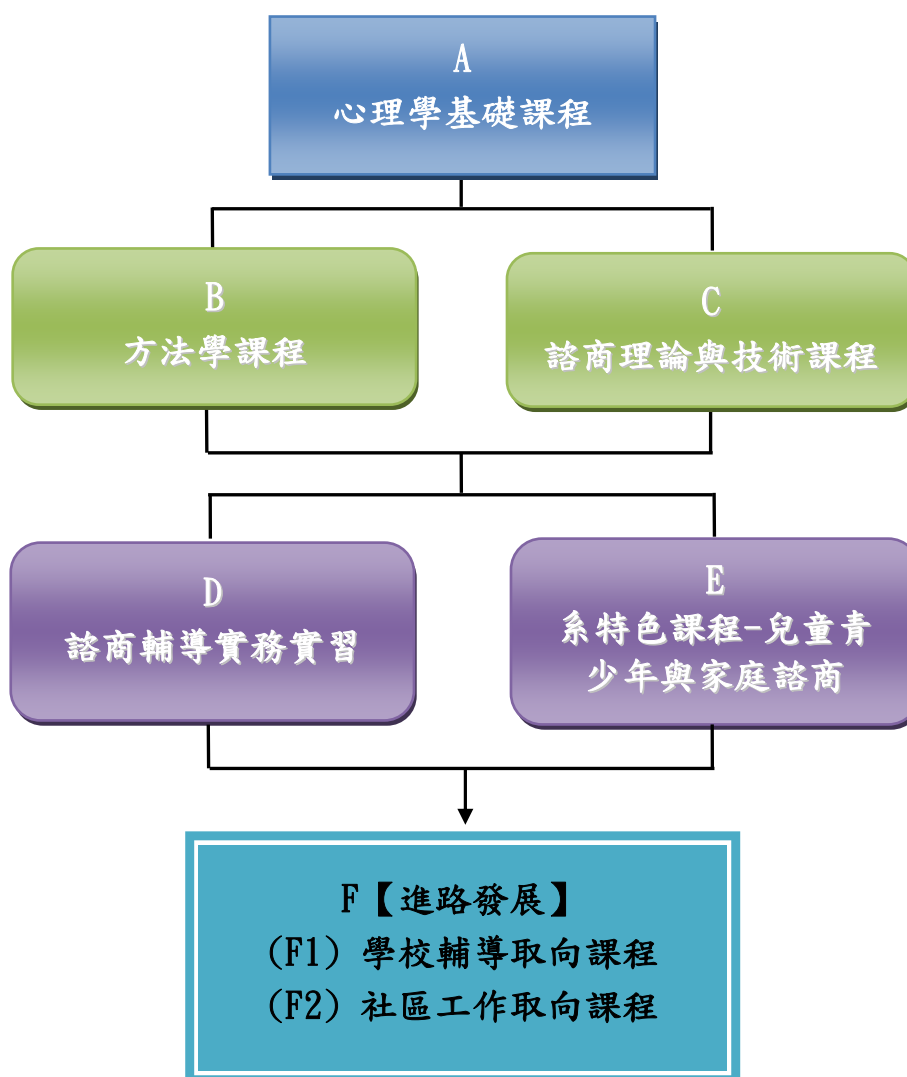 A
心理學基礎課程
B
方法學課程
C
諮商理論與技術課程
D
諮商輔導實務實習
E
系特色課程-兒童青
少年與家庭諮商
F【進路發展】
(F1) 學校輔導取向課程
(F2) 社區工作取向課程